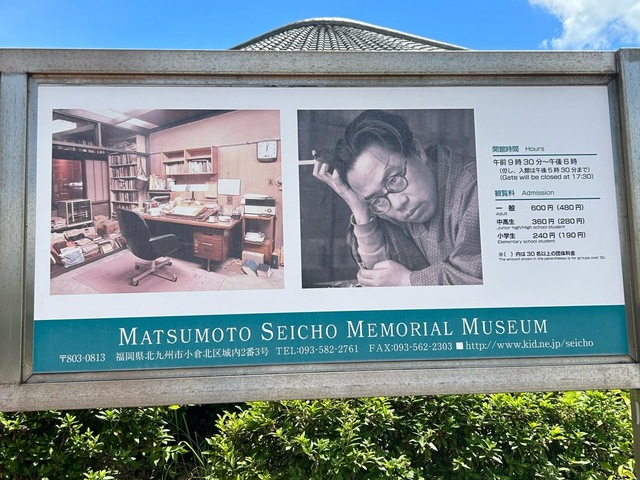 開館時間 Hours
午前9時30分〜午後6時
(但し、入館は午後5時30分まで)
(Gate will be closed at 17:30)
観覧料 Admission
一 般 600円(480円)
Adult
中高生 360円(280円)
Junior high/High school student
小学生 240円(190円)
Elementary school student
※( )内は30名以上の団体料金
The amount shown in the parentheses is for groups over 30.
MATSUMOTO SEICHO MEMORIAL MUSEUM
〒803-0813 福岡県北九州市小倉北区城内2番3号 TEL:093-582-2761 FAX:093-562-2303 ■http://www.kid.ne.jp/seicho